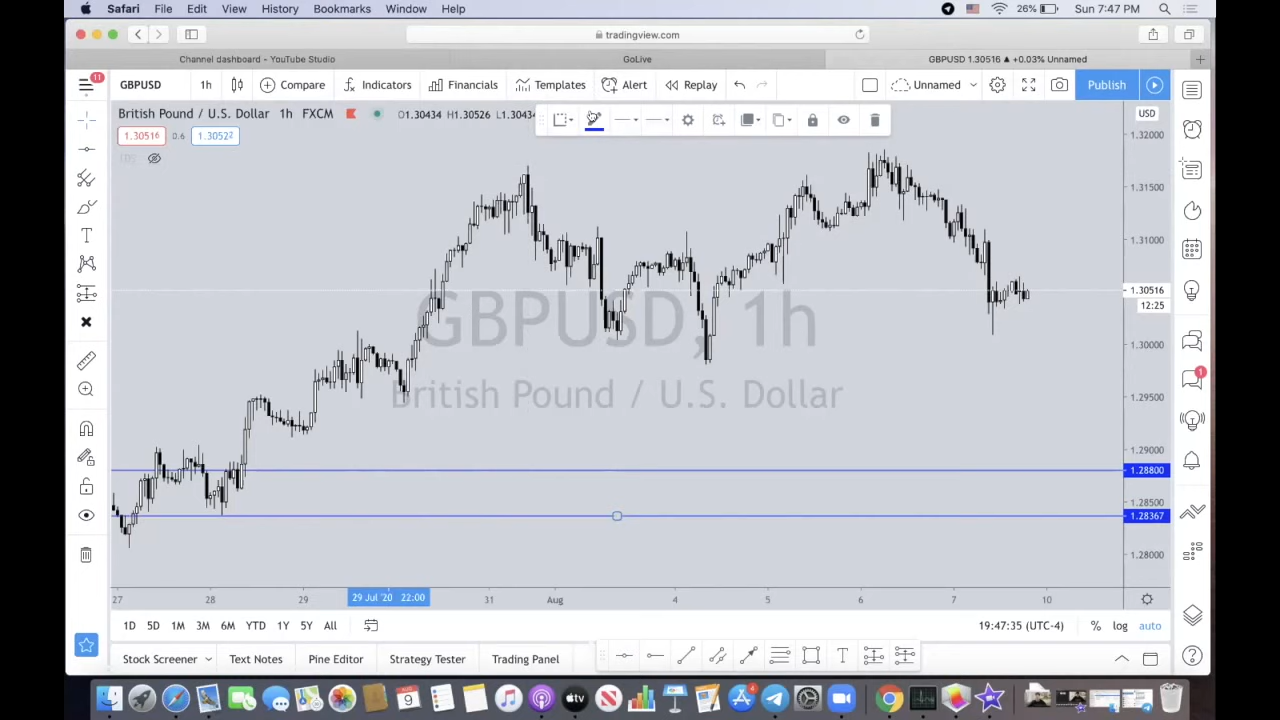 Safari File Edit View History Bookmarks Window Help 26% Sun 7:47 PM
tradingview.com
Channel dashboard - YouTube Studio GoLive GBPUSD 1.30516 ▲ +0.03% Unnamed
11 GBPUSD 1h Compare Indicators Financials Templates Alert Replay Unnamed Publish
British Pound / U.S. Dollar 1h FXCM O1.30434 H1.30526 L1.3043
USD
1.30516 0.6 1.30522
1.32000
1.31500
1.31000
1.30516
12:25
GBPUSD, 1h
1.30000
1
British Pound / U.S. Dollar
1.29500
1.29000
1.28800
1.28500
1.28367
1.28000
27 28 29 29 Jul '20 22:00 31 Aug 4 5 6 7 10
1D 5D 1M 3M 6M YTD 1Y 5Y All 19:47:35 (UTC-4) % log auto
Stock Screener Text Notes Pine Editor Strategy Tester Trading Panel